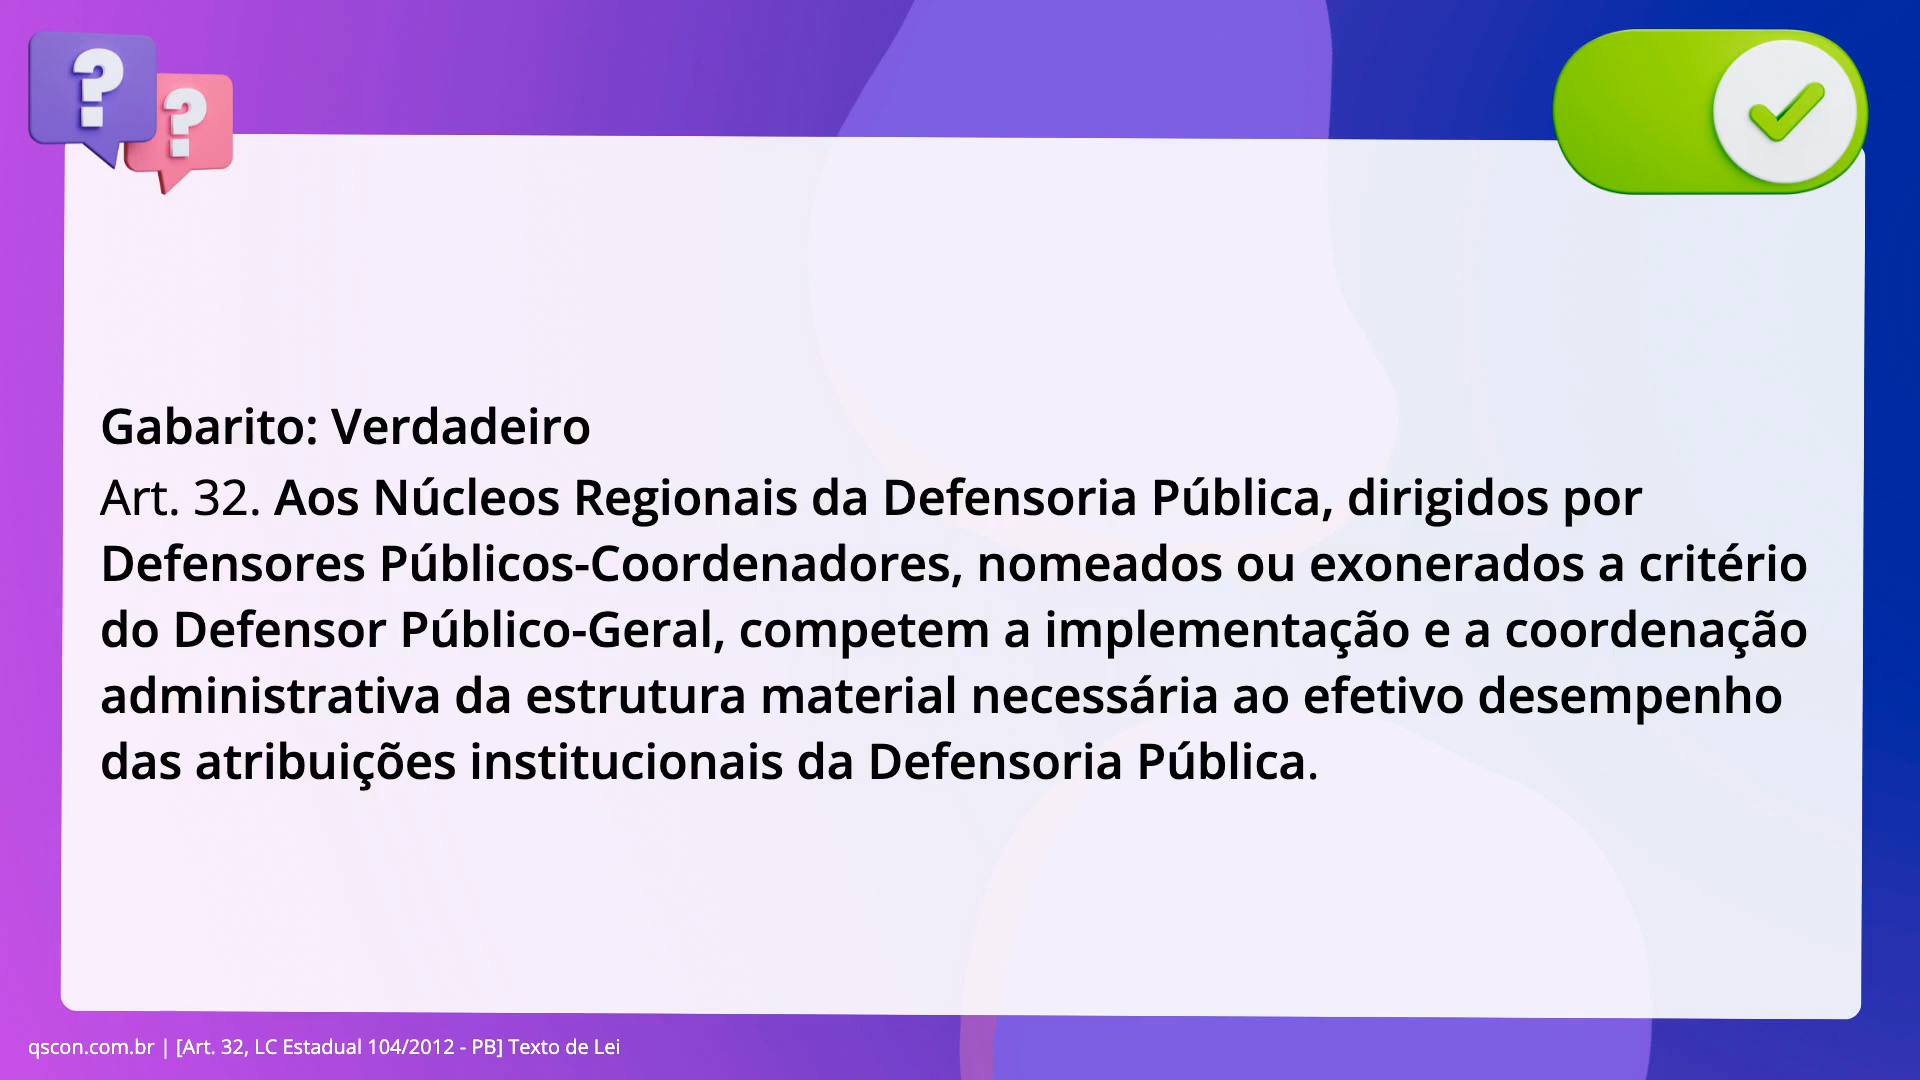 Gabarito: Verdadeiro
Art. 32. Aos Núcleos Regionais da Defensoria Pública, dirigidos por
Defensores Públicos-Coordenadores, nomeados ou exonerados a critério
do Defensor Público-Geral, competem a implementação e a coordenação
administrativa da estrutura material necessária ao efetivo desempenho
das atribuições institucionais da Defensoria Pública.
qscon.com.br | [Art. 32, LC Estadual 104/2012 - PB] Texto de Lei